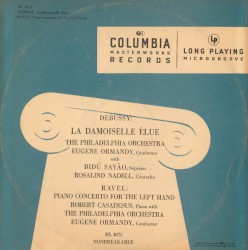 COLUMBIA
MASTERWORKS
RECORDS
LP
LONG PLAYING
MICROGROOVE
DEBUSSY:
LA DAMOISELLE ÉLUE
THE PHILADELPHIA ORCHESTRA
EUGENE ORMANDY, Conductor
with
BIDÚ SAYÃO, Soprano
ROSALIND NADELL, Contralto
RAVEL:
PIANO CONCERTO FOR THE LEFT HAND
ROBERT CASADESUS, Piano with
THE PHILADELPHIA ORCHESTRA
EUGENE ORMANDY, Conductor
NONBREAKABLE